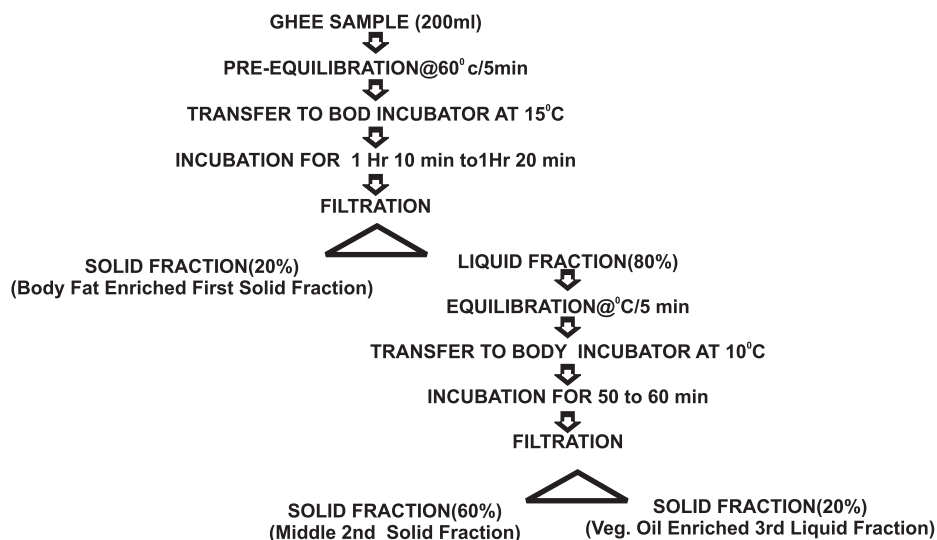 GHEE SAMPLE (200ml)
PRE-EQUILIBRATION@60⁰ c/5min
TRANSFER TO BOD INCUBATOR AT 15⁰C
INCUBATION FOR 1 Hr 10 min to1Hr 20 min
FILTRATION
SOLID FRACTION(20%)
(Body Fat Enriched First Solid Fraction)
LIQUID FRACTION(80%)
EQUILIBRATION@⁰C/5 min
TRANSFER TO BODY INCUBATOR AT 10⁰C
INCUBATION FOR 50 to 60 min
FILTRATION
SOLID FRACTION(60%)
(Middle 2nd Solid Fraction)
SOLID FRACTION(20%)
(Veg. Oil Enriched 3rd Liquid Fraction)